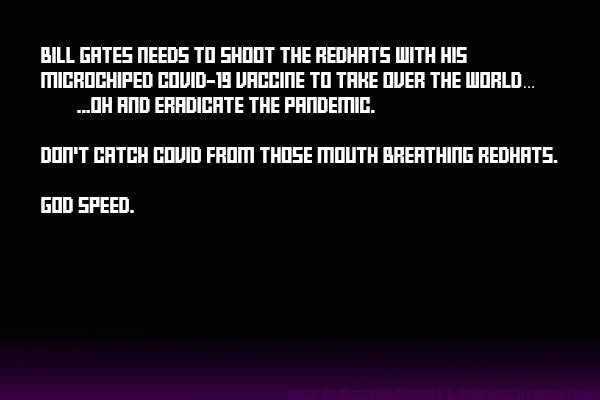 BILL GATES NEEDS TO SHOOT THE REDHATS WITH HIS
MICROCHIPED COVID-19 VACCINE TO TAKE OVER THE WORLD...
...OH AND ERADICATE THE PANDEMIC.
DON'T CATCH COVID FROM THOSE MOUTH BREATHING REDHATS.
GOD SPEED.